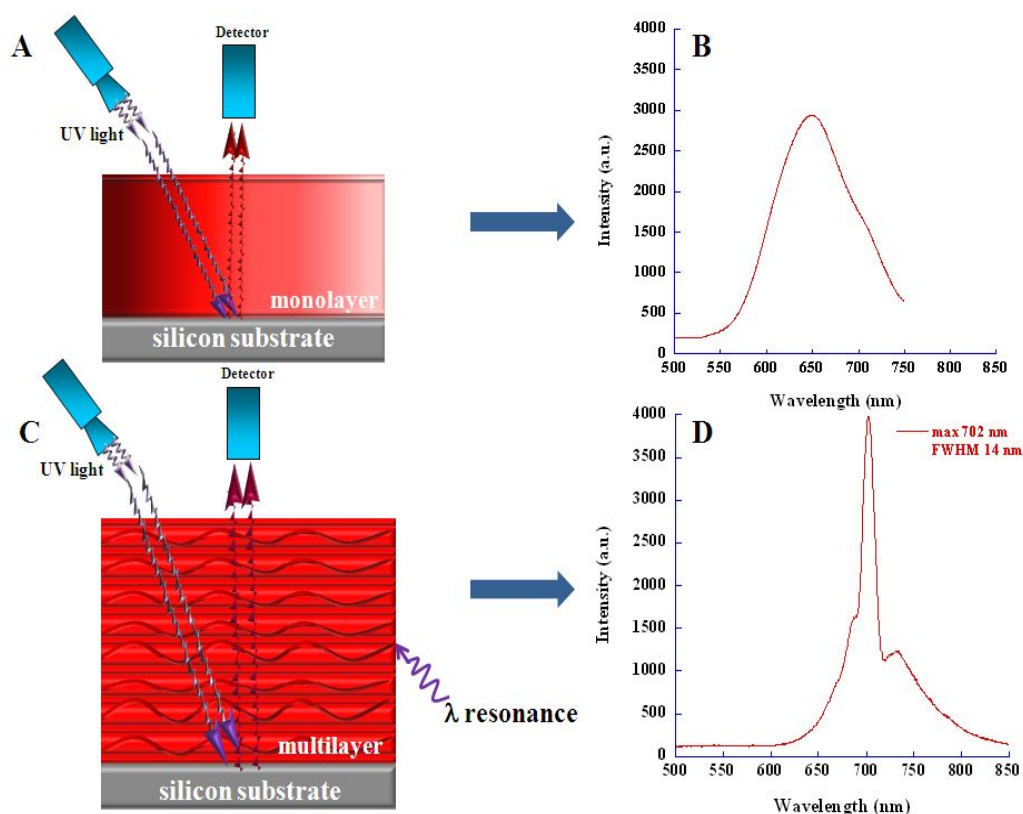 A
Detector
UV light
monolayer
silicon substrate
B
Intensity (a.u.)
4000
3500
3000
2500
2000
1500
1000
500
0
500 550 600 650 700 750 800 850
Wavelength (nm)
C
Detector
UV light
λ resonance
multilayer
silicon substrate
D
max 702 nm
FWHM 14 nm
Intensity (a.u.)
4000
3500
3000
2500
2000
1500
1000
500
0
500 550 600 650 700 750 800 850
Wavelength (nm)